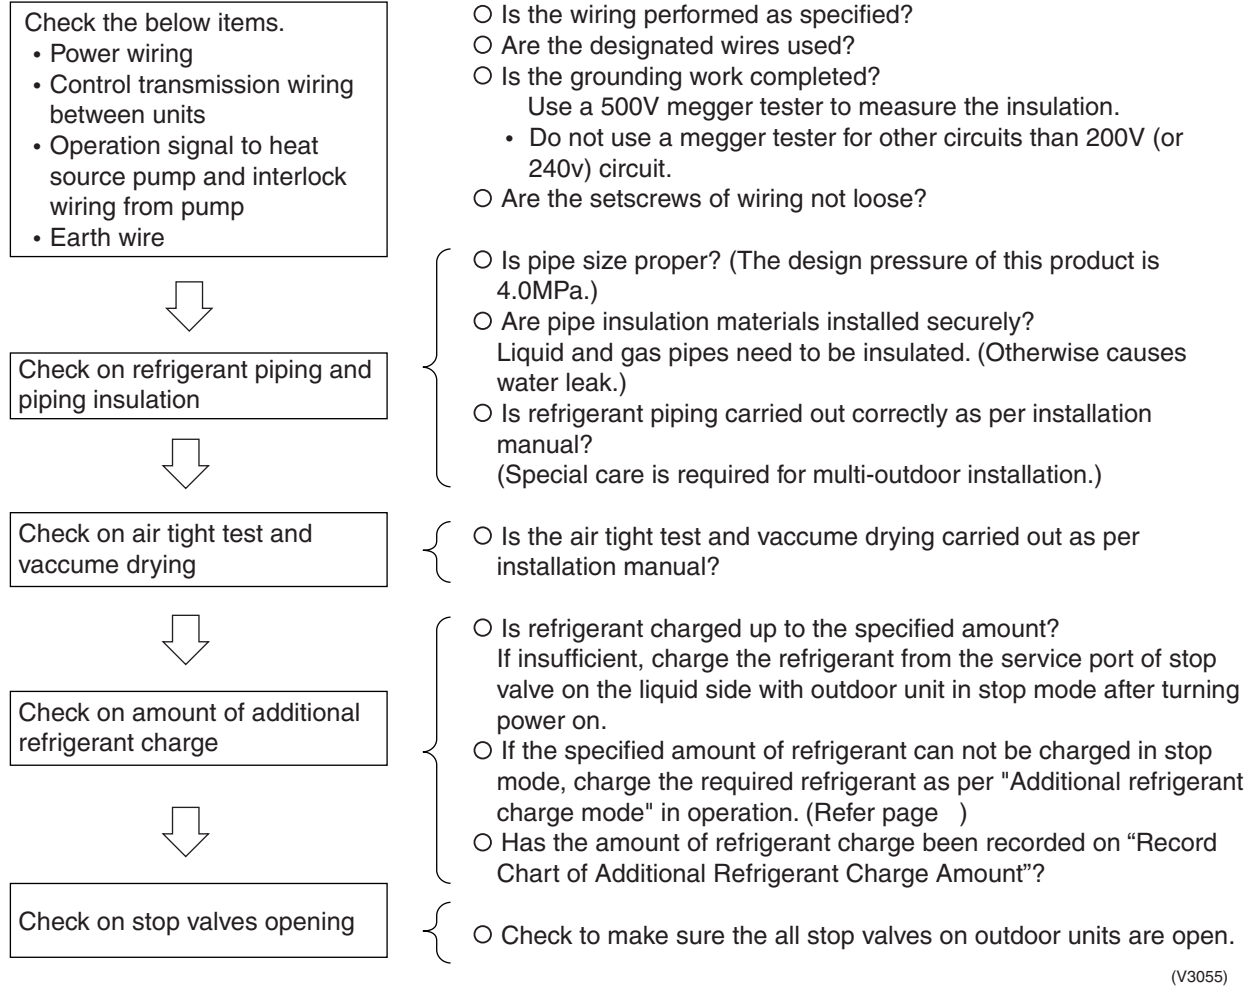 Check the below items.
• Power wiring
• Control transmission wiring
between units
• Operation signal to heat
source pump and interlock
wiring from pump
• Earth wire
○ Is the wiring performed as specified?
○ Are the designated wires used?
○ Is the grounding work completed?
Use a 500V megger tester to measure the insulation.
• Do not use a megger tester for other circuits than 200V (or
240v) circuit.
○ Are the setscrews of wiring not loose?
Check on refrigerant piping and
piping insulation
○ Is pipe size proper? (The design pressure of this product is
4.0MPa.)
○ Are pipe insulation materials installed securely?
Liquid and gas pipes need to be insulated. (Otherwise causes
water leak.)
○ Is refrigerant piping carried out correctly as per installation
manual?
(Special care is required for multi-outdoor installation.)
Check on air tight test and
vaccume drying
○ Is the air tight test and vaccume drying carried out as per
installation manual?
Check on amount of additional
refrigerant charge
○ Is refrigerant charged up to the specified amount?
If insufficient, charge the refrigerant from the service port of stop
valve on the liquid side with outdoor unit in stop mode after turning
power on.
○ If the specified amount of refrigerant can not be charged in stop
mode, charge the required refrigerant as per "Additional refrigerant
charge mode" in operation. (Refer page   )
○ Has the amount of refrigerant charge been recorded on “Record
Chart of Additional Refrigerant Charge Amount”?
Check on stop valves opening
○ Check to make sure the all stop valves on outdoor units are open.
(V3055)